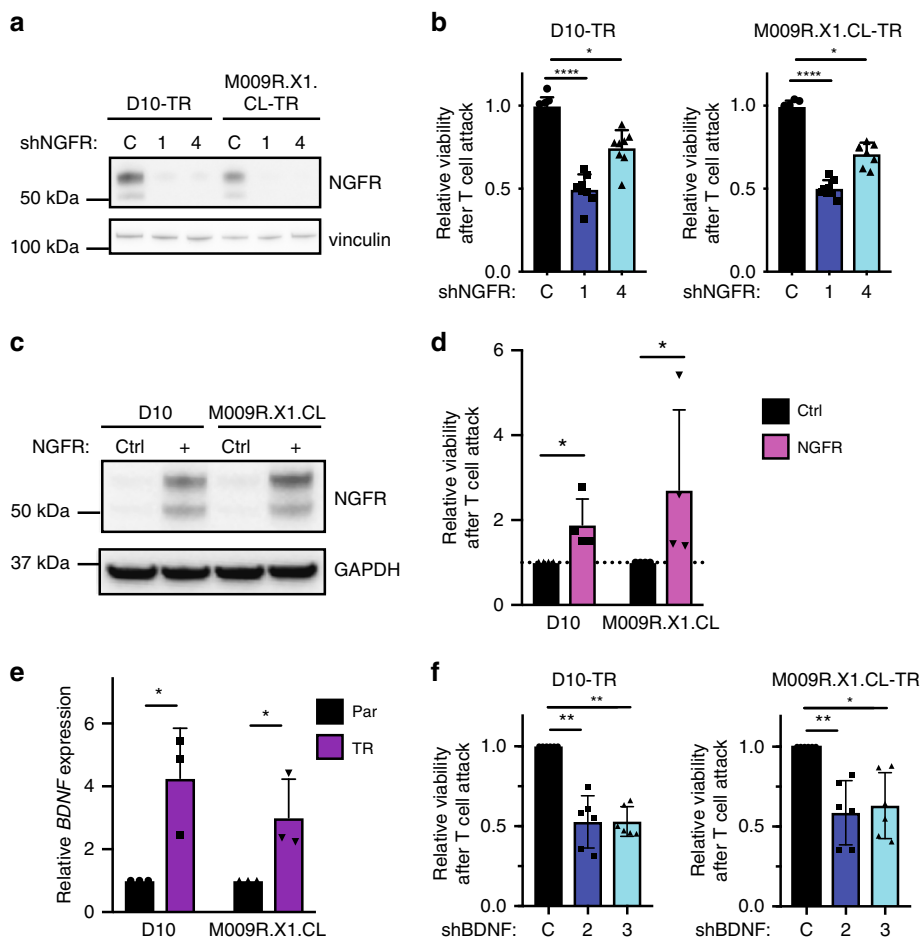 a
D10-TR
M009R.X1.
CL-TR
shNGFR: C 1 4 C 1 4
NGFR
50 kDa
100 kDa
vinculin
b
D10-TR
****
*
Relative viability
after T cell attack
1.0
0.5
0.0
shNGFR: C 1 4
M009R.X1.CL-TR
****
*
Relative viability
after T cell attack
1.0
0.5
0.0
shNGFR: C 1 4
c
D10 M009R.X1.CL
NGFR: Ctrl + Ctrl +
NGFR
50 kDa
37 kDa
GAPDH
d
Relative viability
after T cell attack
6
4
2
0
*
*
D10 M009R.X1.CL
Ctrl
NGFR
e
Relative BDNF expression
6
4
2
0
*
*
D10 M009R.X1.CL
Par
TR
f
D10-TR
**
**
Relative viability
after T cell attack
1.0
0.5
0.0
shBDNF: C 2 3
M009R.X1.CL-TR
*
**
Relative viability
after T cell attack
1.0
0.5
0.0
shBDNF: C 2 3